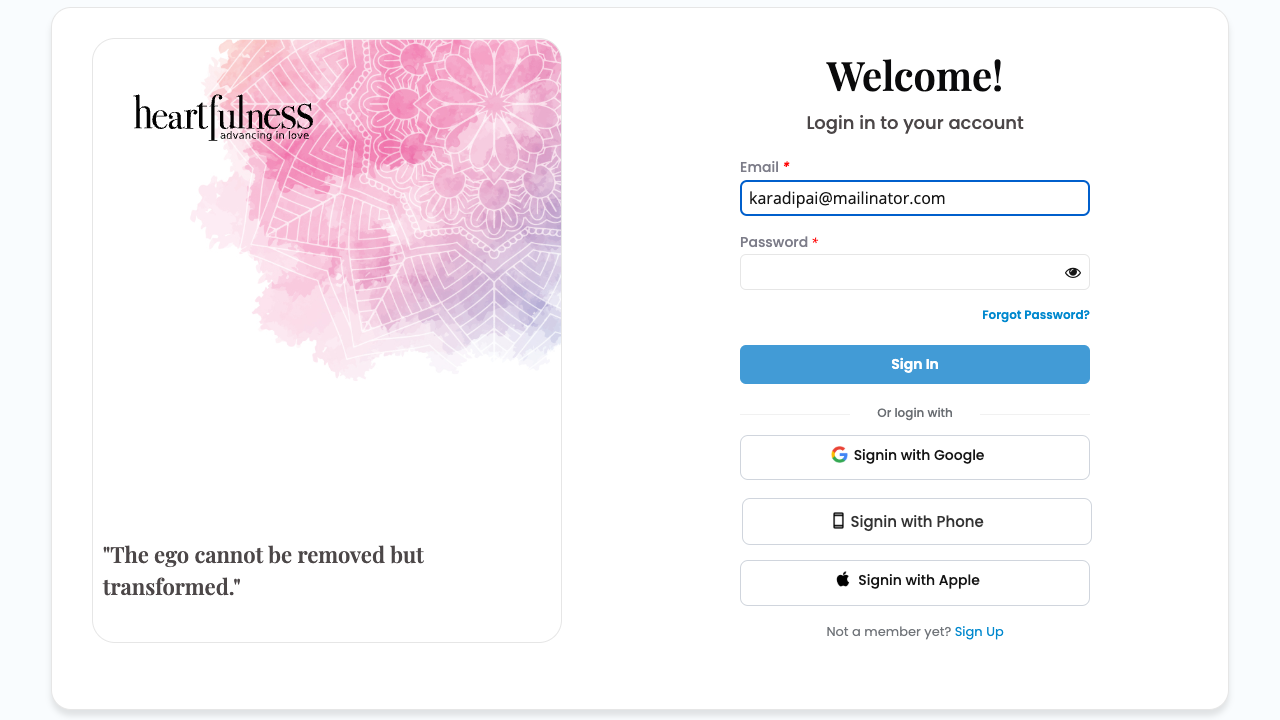 heartfulness
advancing in love
"The ego cannot be removed but
transformed."
Welcome!
Login in to your account
Email *
karadipai@mailinator.com
Password *
Forgot Password?
Sign In
Or login with
Signin with Google
Signin with Phone
Signin with Apple
Not a member yet? Sign Up